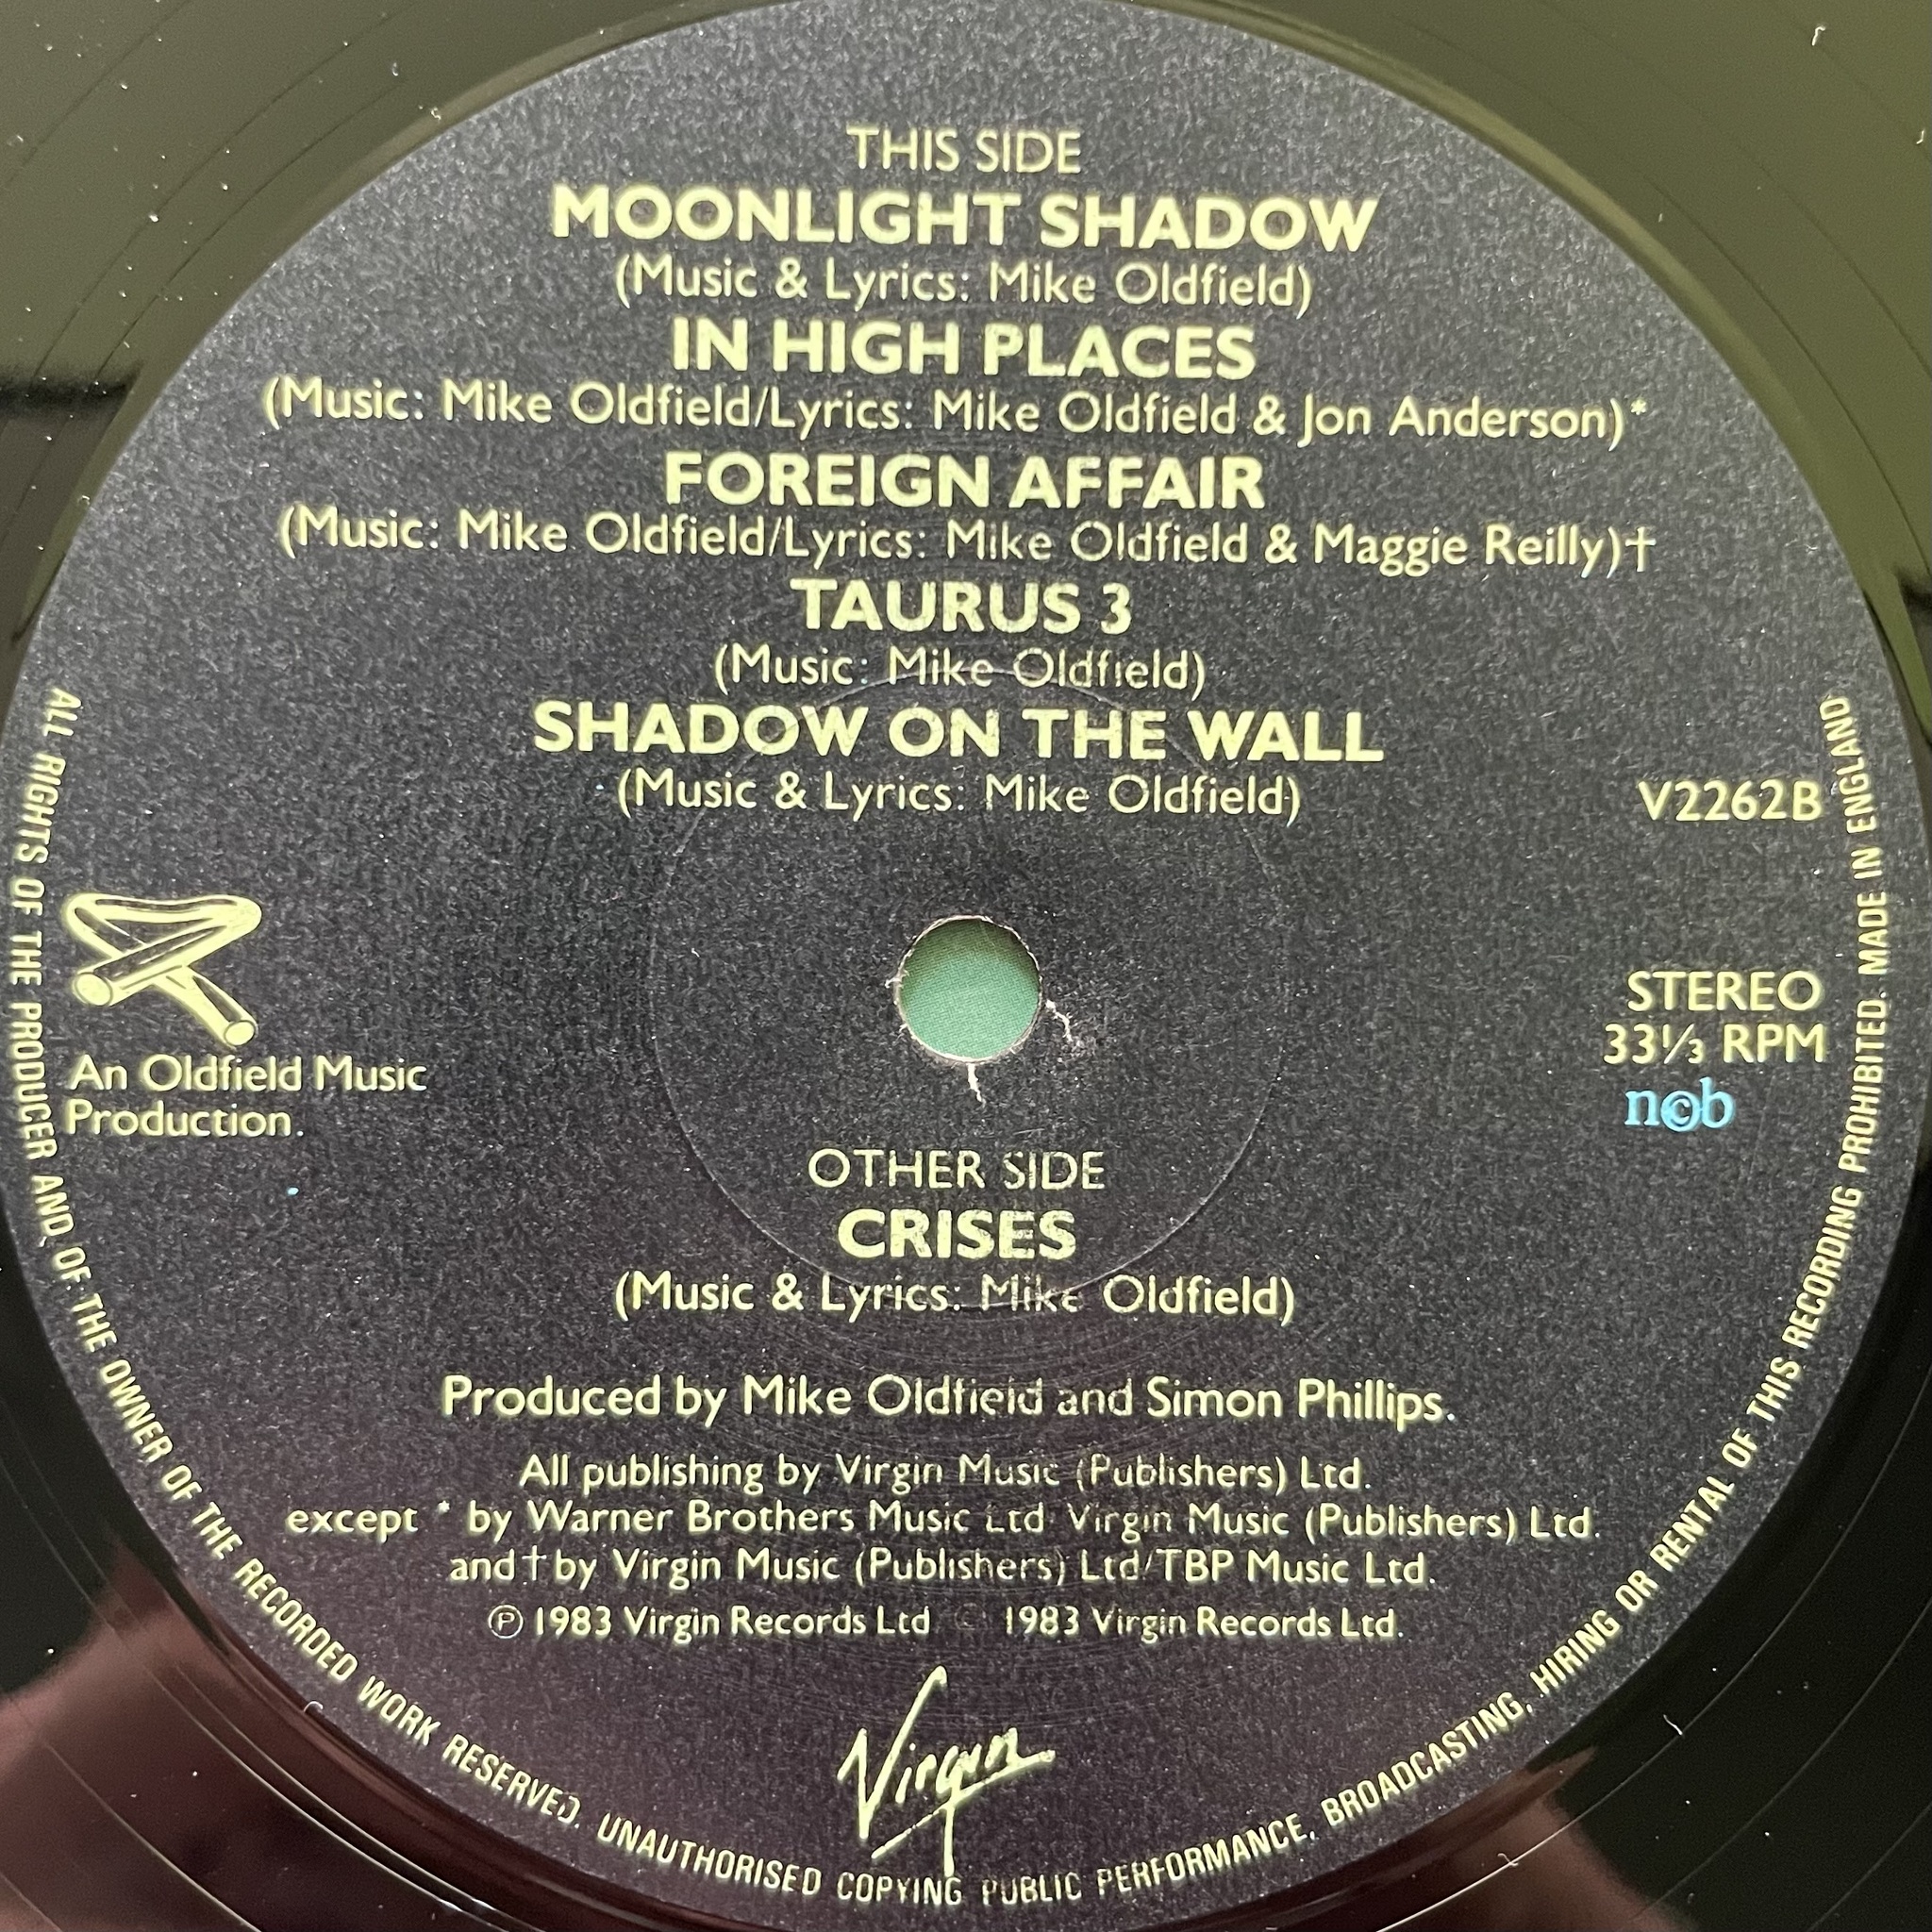 THIS SIDE
MOONLIGHT SHADOW
(Music & Lyrics: Mike Oldfield)
IN HIGH PLACES
(Music: Mike Oldfield/Lyrics: Mike Oldfield & Jon Anderson)*
FOREIGN AFFAIR
(Music: Mike Oldfield/Lyrics: Mike Oldfield & Maggie Reilly)†
TAURUS 3
(Music: Mike Oldfield)
SHADOW ON THE WALL
(Music & Lyrics: Mike Oldfield)
V2262B
An Oldfield Music
Production.
STEREO
33⅓ RPM
n©b
OTHER SIDE
CRISES
(Music & Lyrics: Mike Oldfield)
Produced by Mike Oldfield and Simon Phillips.
All publishing by Virgin Music (Publishers) Ltd.
except * by Warner Brothers Music Ltd/Virgin Music (Publishers) Ltd.
and † by Virgin Music (Publishers) Ltd/TBP Music Ltd.
℗ 1983 Virgin Records Ltd © 1983 Virgin Records Ltd.
Virgin
ALL RIGHTS OF THE PRODUCER AND OF THE OWNER OF THE RECORDED WORK RESERVED. UNAUTHORISED COPYING PUBLIC PERFORMANCE, BROADCASTING, HIRING OR RENTAL OF THIS RECORDING PROHIBITED. MADE IN ENGLAND